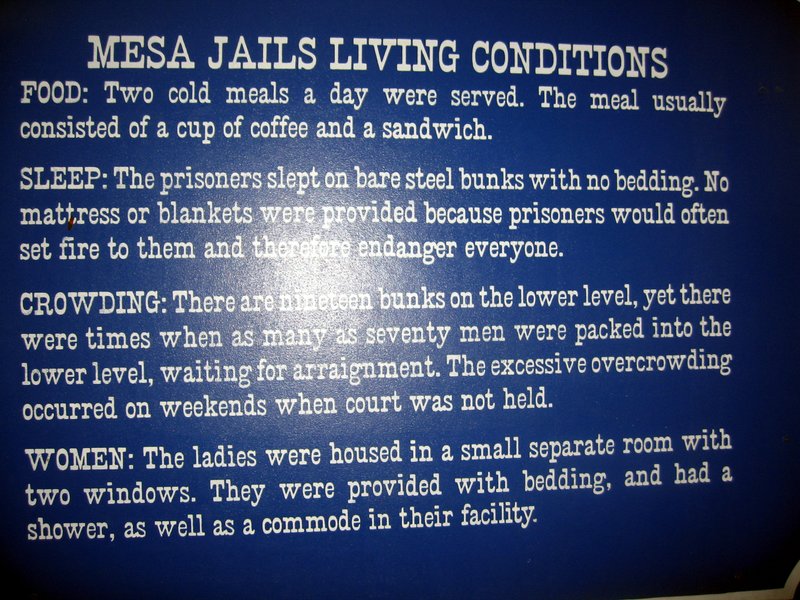 MESA JAILS LIVING CONDITIONS
FOOD: Two cold meals a day were served. The meal usually
consisted of a cup of coffee and a sandwich.
SLEEP: The prisoners slept on bare steel bunks with no bedding. No
mattress or blankets were provided because prisoners would often
set fire to them and therefore endanger everyone.
CROWDING: There are nineteen bunks on the lower level, yet there
were times when as many as seventy men were packed into the
lower level, waiting for arraignment. The excessive overcrowding
occurred on weekends when court was not held.
WOMEN: The ladies were housed in a small separate room with
two windows. They were provided with bedding, and had a
shower, as well as a commode in their facility.